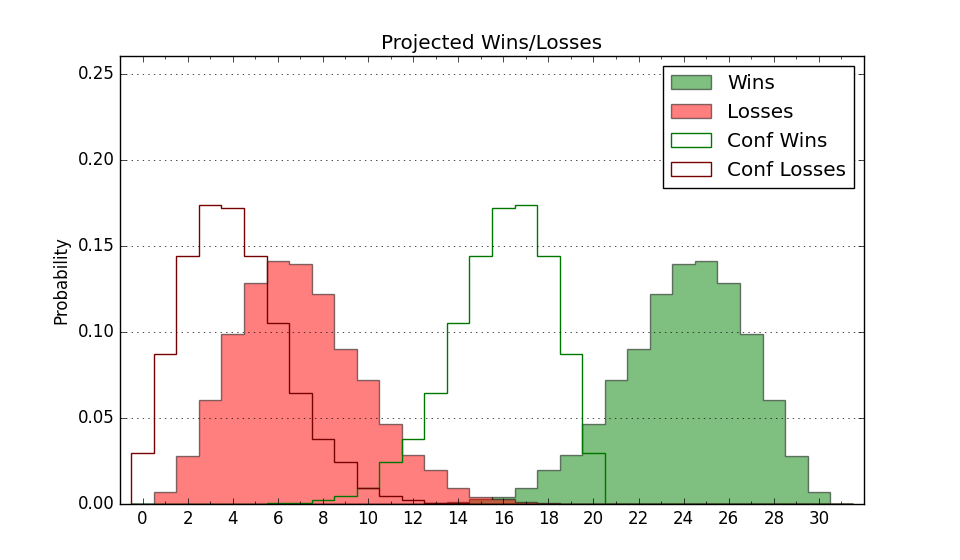 Projected Wins/Losses
0.25
0.20
0.15
0.10
0.05
0.00
Probability
Wins
Losses
Conf Wins
Conf Losses
0 2 4 6 8 10 12 14 16 18 20 22 24 26 28 30